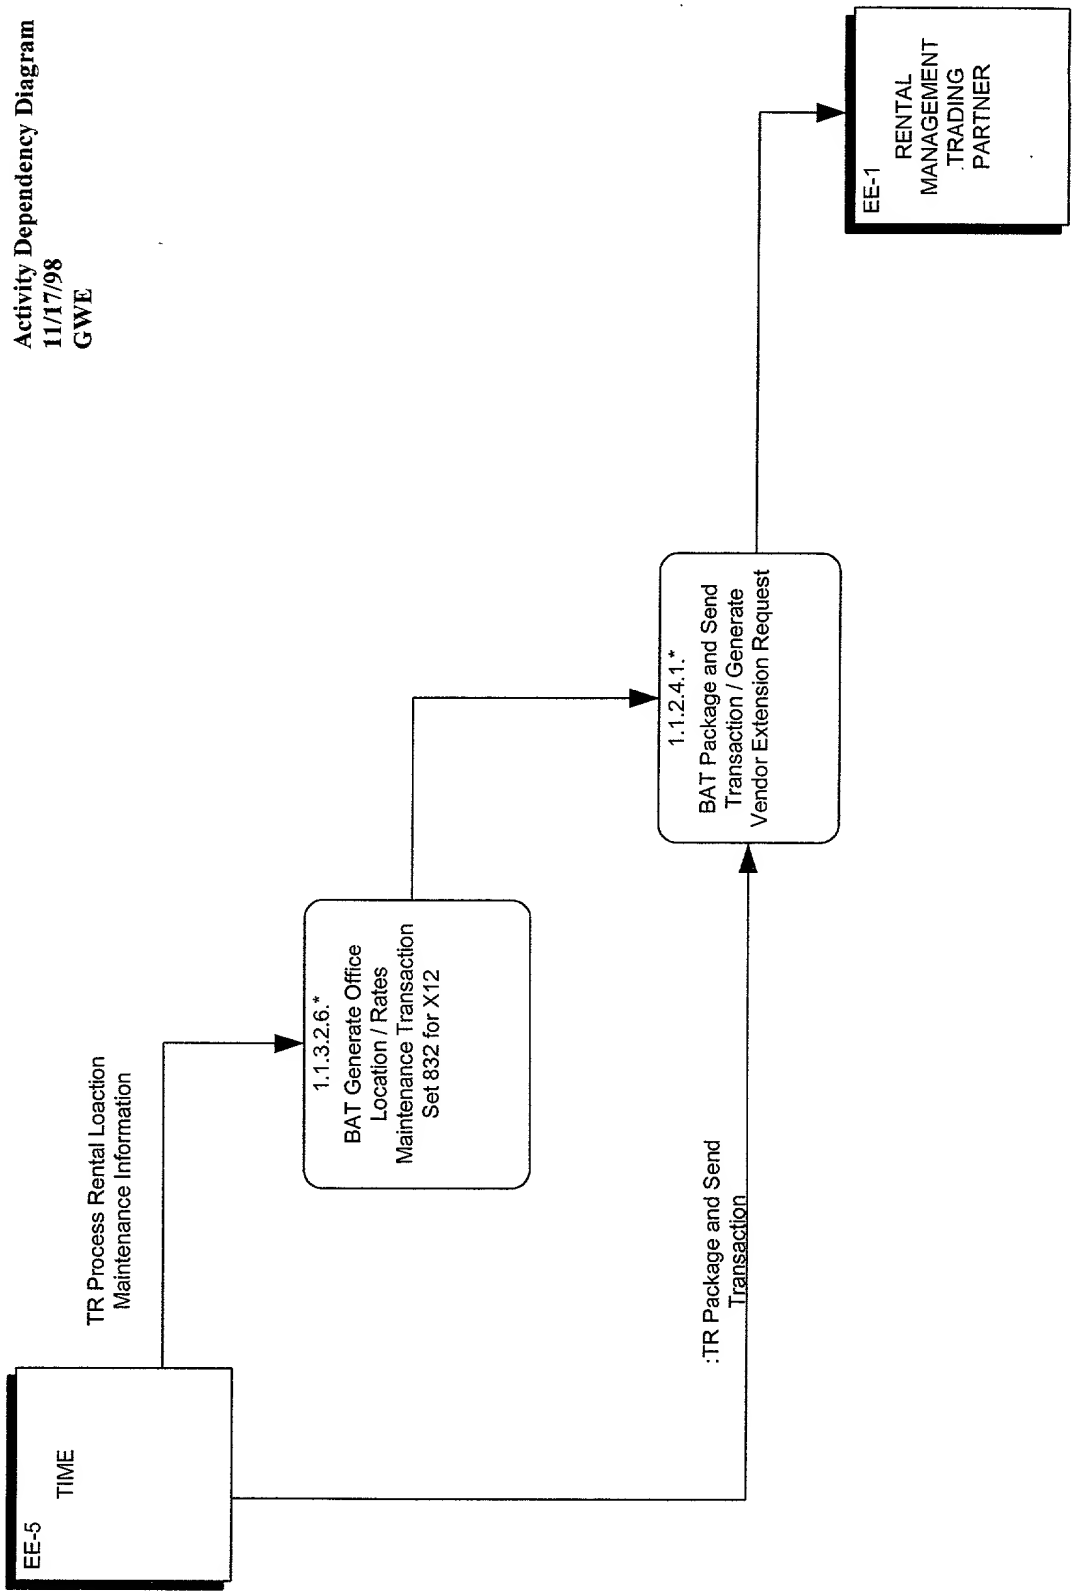 Activity Dependency Diagram
11/17/98
GWE
EE-5
TIME
TR Process Rental Loaction
Maintenance Information
1.1.3.2.6.*
BAT Generate Office
Location / Rates
Maintenance Transaction
Set 832 for X12
:TR Package and Send
Transaction
1.1.2.4.1.*
BAT Package and Send
Transaction / Generate
Vendor Extension Request
EE-1
RENTAL
MANAGEMENT
TRADING
PARTNER